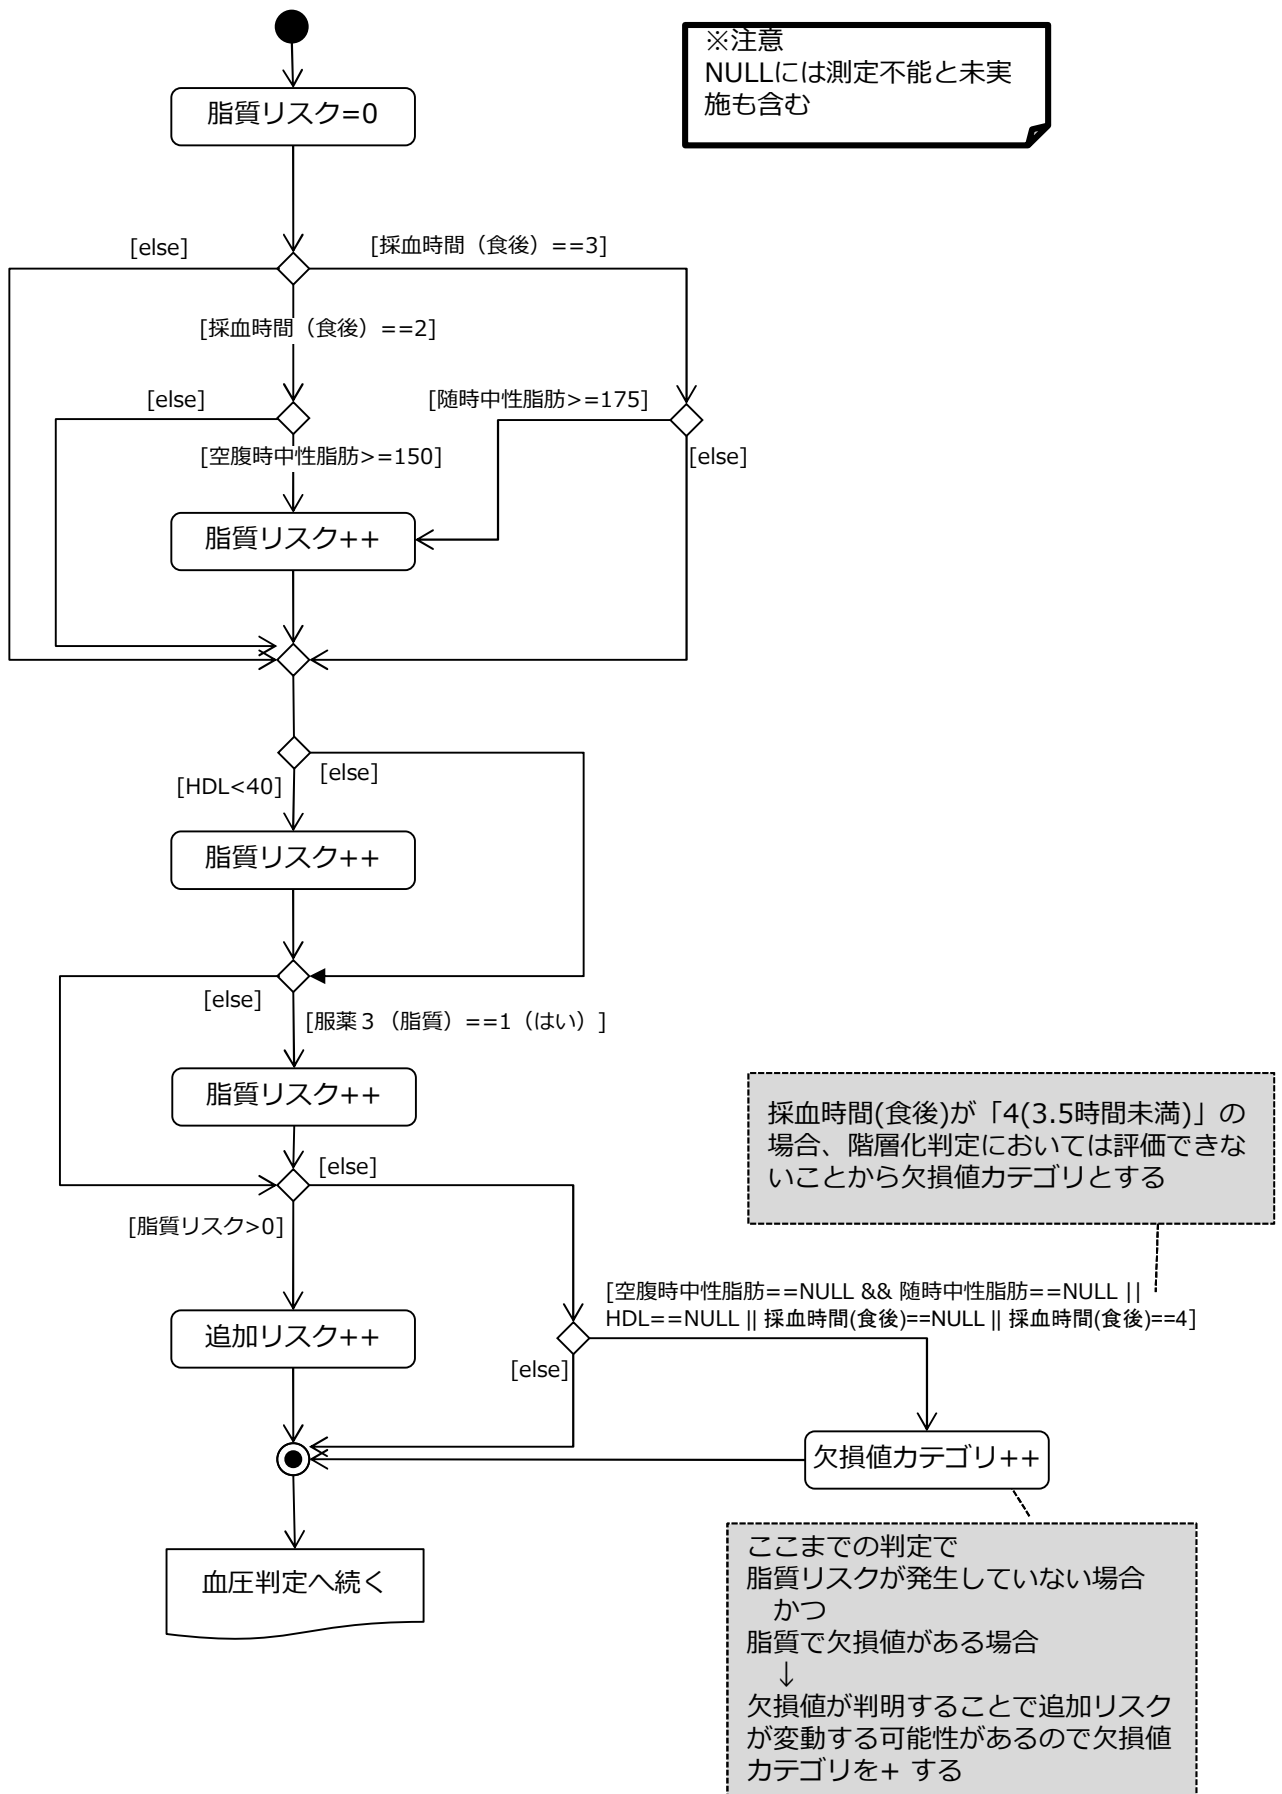 ※注意
NULLには測定不能と未実
施も含む
脂質リスク=0
[else]
[採血時間（食後）==3]
[採血時間（食後）==2]
[else]
[随時中性脂肪>=175]
[空腹時中性脂肪>=150]
[else]
脂質リスク++
[HDL<40]
[else]
脂質リスク++
[else]
[服薬３（脂質）==1（はい）]
脂質リスク++
[else]
[脂質リスク>0]
採血時間(食後)が「4(3.5時間未満)」の
場合、階層化判定においては評価できな
いことから欠損値カテゴリとする
[空腹時中性脂肪==NULL && 随時中性脂肪==NULL ||
HDL==NULL || 採血時間(食後)==NULL || 採血時間(食後)==4]
追加リスク++
[else]
欠損値カテゴリ++
血圧判定へ続く
ここまでの判定で
脂質リスクが発生していない場合
かつ
脂質で欠損値がある場合
↓
欠損値が判明することで追加リスク
が変動する可能性があるので欠損値
カテゴリを+ する